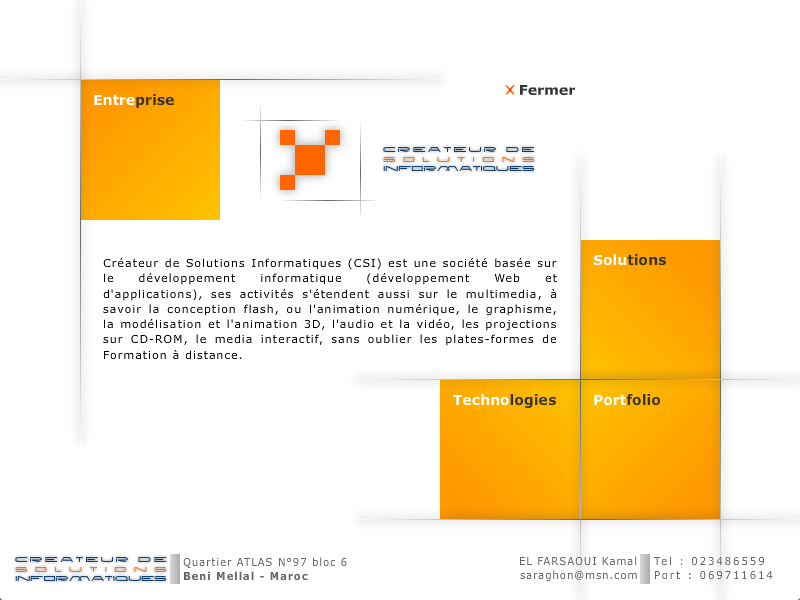 Entreprise
X Fermer
CREATEUR DE
SOLUTIONS
INFORMATIQUES
Créateur de Solutions Informatiques (CSI) est une société basée sur
le développement informatique (développement Web et
d'applications), ses activités s'étendent aussi sur le multimedia, à
savoir la conception flash, ou l'animation numérique, le graphisme,
la modélisation et l'animation 3D, l'audio et la vidéo, les projections
sur CD-ROM, le media interactif, sans oublier les plates-formes de
Formation à distance.
Solutions
Technologies
Portfolio
CREATEUR DE
SOLUTIONS
INFORMATIQUES
Quartier ATLAS N°97 bloc 6
Beni Mellal - Maroc
EL FARSAOUI Kamal
saraghon@msn.com
Tel : 023486559
Port : 069711614